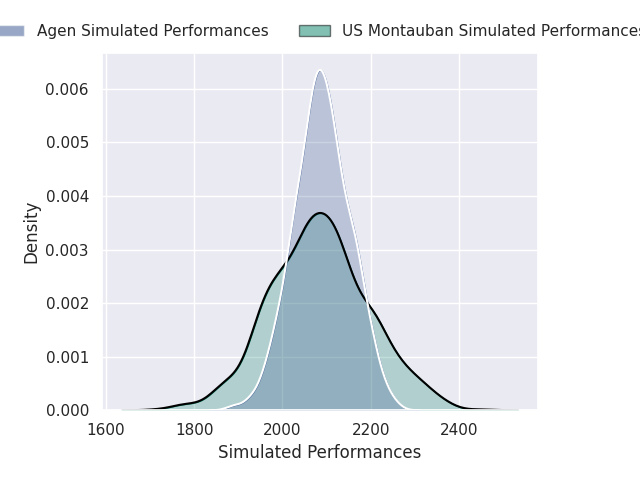 Agen Simulated Performances
US Montauban Simulated Performances
0.006
0.005
0.004
0.003
0.002
0.001
0.000
Density
1600 1800 2000 2200 2400
Simulated Performances